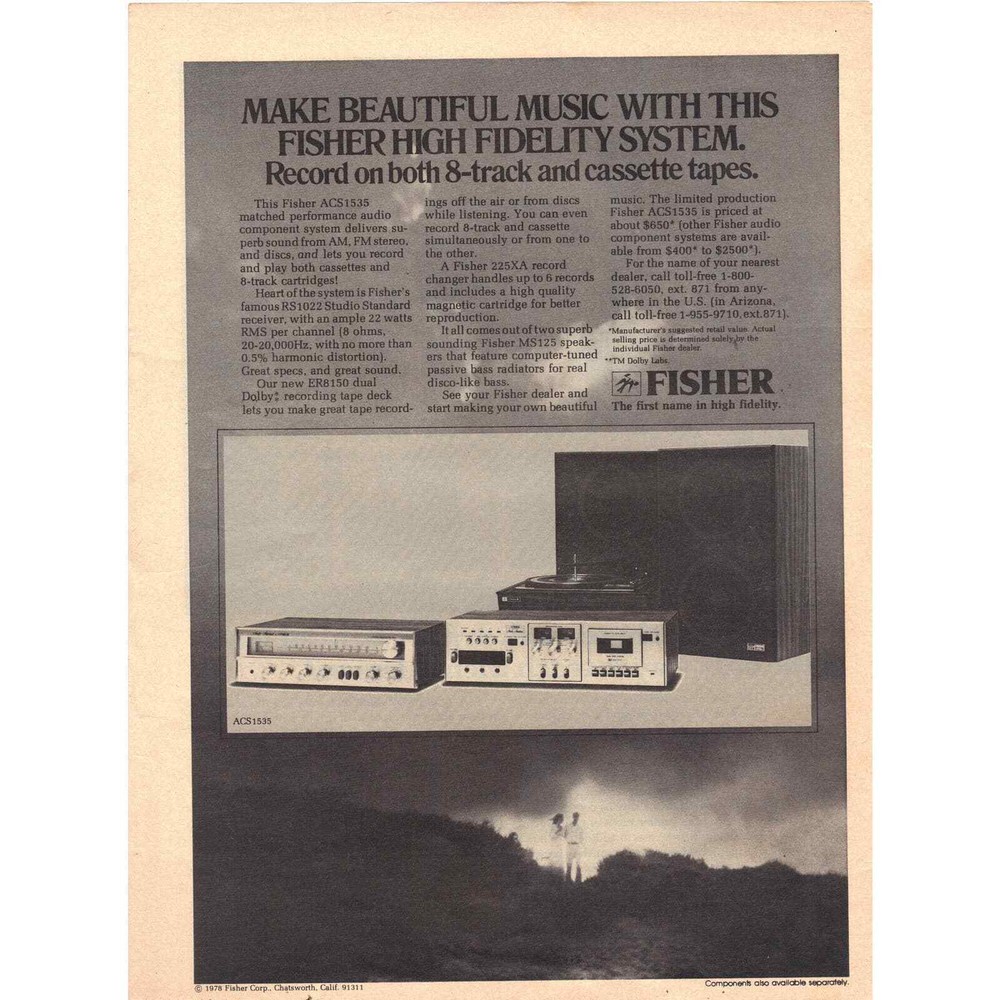 MAKE BEAUTIFUL MUSIC WITH THIS
FISHER HIGH FIDELITY SYSTEM.
Record on both 8-track and cassette tapes.
This Fisher ACS1535
matched performance audio
component system delivers su-
perb sound from AM, FM stereo,
and discs, and lets you record
and play both cassettes and
8-track cartridges!
Heart of the system is Fisher's
famous RS1022 Studio Standard
receiver, with an ample 22 watts
RMS per channel (8 ohms,
20-20,000Hz, with no more than
0.5% harmonic distortion).
Great specs, and great sound.
Our new ER8150 dual
Dolby‡ recording tape deck
lets you make great tape record-
ings off the air or from discs
while listening. You can even
record 8-track and cassette
simultaneously or from one to
the other.
A Fisher 225XA record
changer handles up to 6 records
and includes a high quality
magnetic cartridge for better
reproduction.
It all comes out of two superb
sounding Fisher MS125 speak-
ers that feature computer-tuned
passive bass radiators for real
disco-like bass.
See your Fisher dealer and
start making your own beautiful
music. The limited production
Fisher ACS1535 is priced at
about $650* (other Fisher audio
component systems are avail-
able from $400* to $2500*).
For the name of your nearest
dealer, call toll-free 1-800-
528-6050, ext. 871 from any-
where in the U.S. (in Arizona,
call toll-free 1-955-9710, ext. 871).
*Manufacturer's suggested retail value. Actual
selling price is determined solely by the
individual Fisher dealer.
**TM Dolby Labs.
FISHER
The first name in high fidelity.
ACS1535
© 1978 Fisher Corp., Chatsworth, Calif. 91311
Components also available separately.